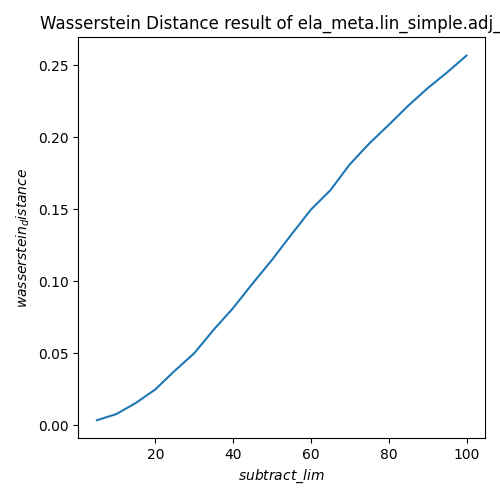 Wasserstein Distance result of ela_meta.lin_simple.adj_
0.25
0.20
0.15
0.10
0.05
0.00
wasserstein_distance
20 40 60 80 100
subtract_lim